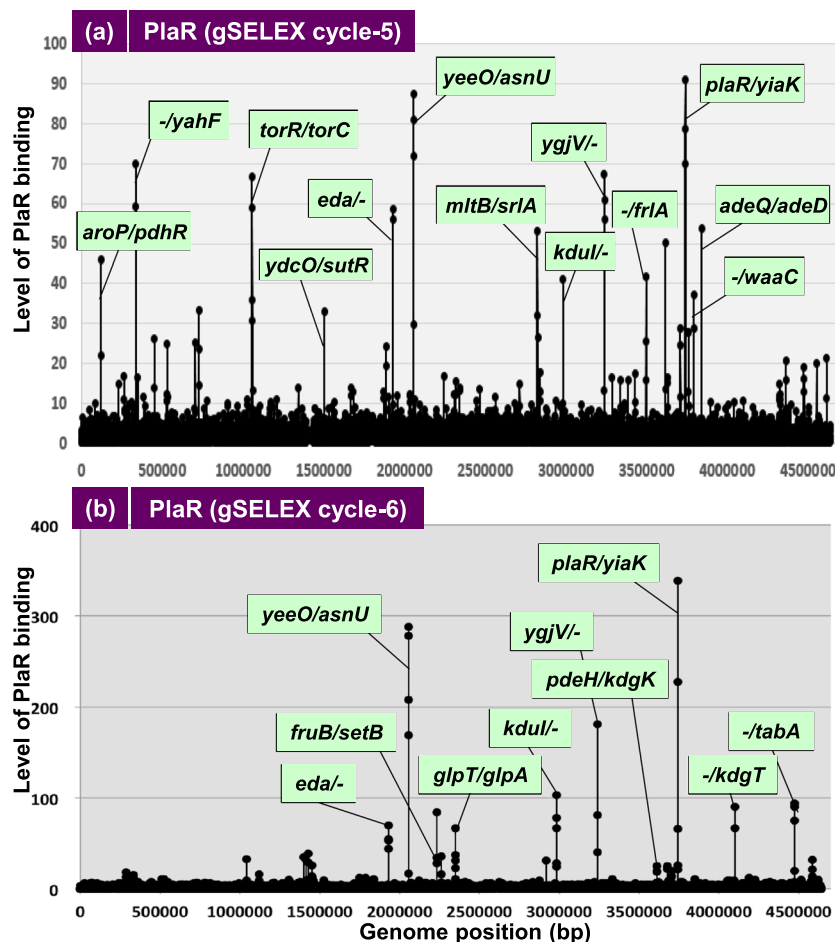 (a) PlaR (gSELEX cycle-5)
Level of PlaR binding
100
90
80
70
60
50
40
30
20
10
0
-/yahF
aroP/pdhR
torR/torC
ydcO/sutR
eda/-
yeeO/asnU
mltB/srlA
kduI/-
ygjV/-
-/frlA
plaR/yiaK
adeQ/adeD
-/waaC
0 500000 1000000 1500000 2000000 2500000 3000000 3500000 4000000 4500000
(b) PlaR (gSELEX cycle-6)
Level of PlaR binding
400
300
200
100
0
yeeO/asnU
fruB/setB
eda/-
glpT/glpA
kduI/-
ygjV/-
plaR/yiaK
pdeH/kdgK
-/kdgT
-/tabA
0 500000 1000000 1500000 2000000 2500000 3000000 3500000 4000000 4500000
Genome position (bp)